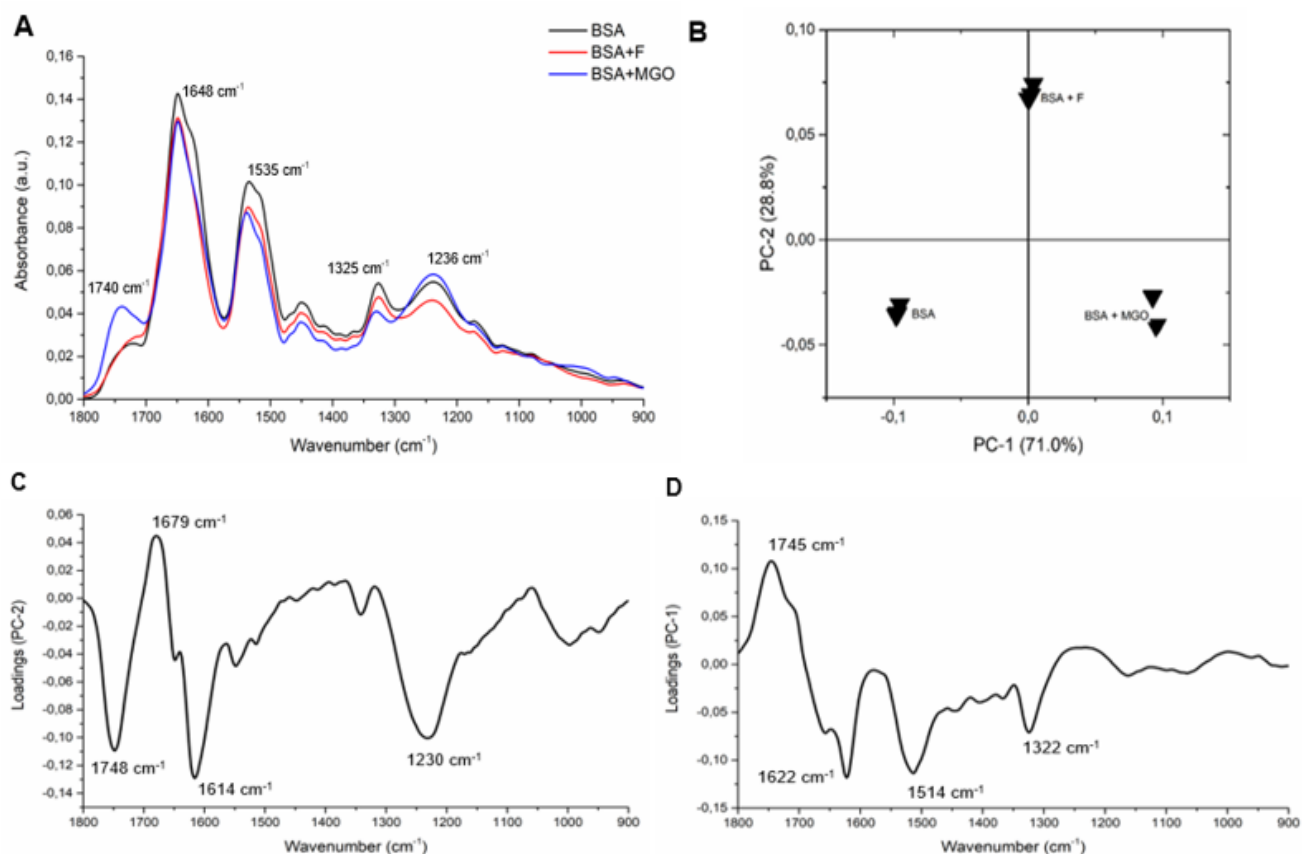 A
BSA
BSA+F
BSA+MGO
0,16
0,14
0,12
0,10
0,08
0,06
0,04
0,02
0,00
Absorbance (a.u.)
1648 cm⁻¹
1535 cm⁻¹
1740 cm⁻¹
1325 cm⁻¹
1236 cm⁻¹
1800 1700 1600 1500 1400 1300 1200 1100 1000 900
Wavenumber (cm⁻¹)
B
0,10
0,05
0,00
-0,05
PC-2 (28.8%)
BSA + F
BSA
BSA + MGO
-0,1 0,0 0,1
PC-1 (71.0%)
C
0,06
0,04
0,02
0,00
-0,02
-0,04
-0,06
-0,08
-0,10
-0,12
-0,14
Loadings (PC-2)
1679 cm⁻¹
1748 cm⁻¹
1614 cm⁻¹
1230 cm⁻¹
1800 1700 1600 1500 1400 1300 1200 1100 1000 900
Wavenumber (cm⁻¹)
D
0,15
0,10
0,05
0,00
-0,05
-0,10
-0,15
Loadings (PC-1)
1745 cm⁻¹
1622 cm⁻¹
1514 cm⁻¹
1322 cm⁻¹
1800 1700 1600 1500 1400 1300 1200 1100 1000 900
Wavenumber (cm⁻¹)